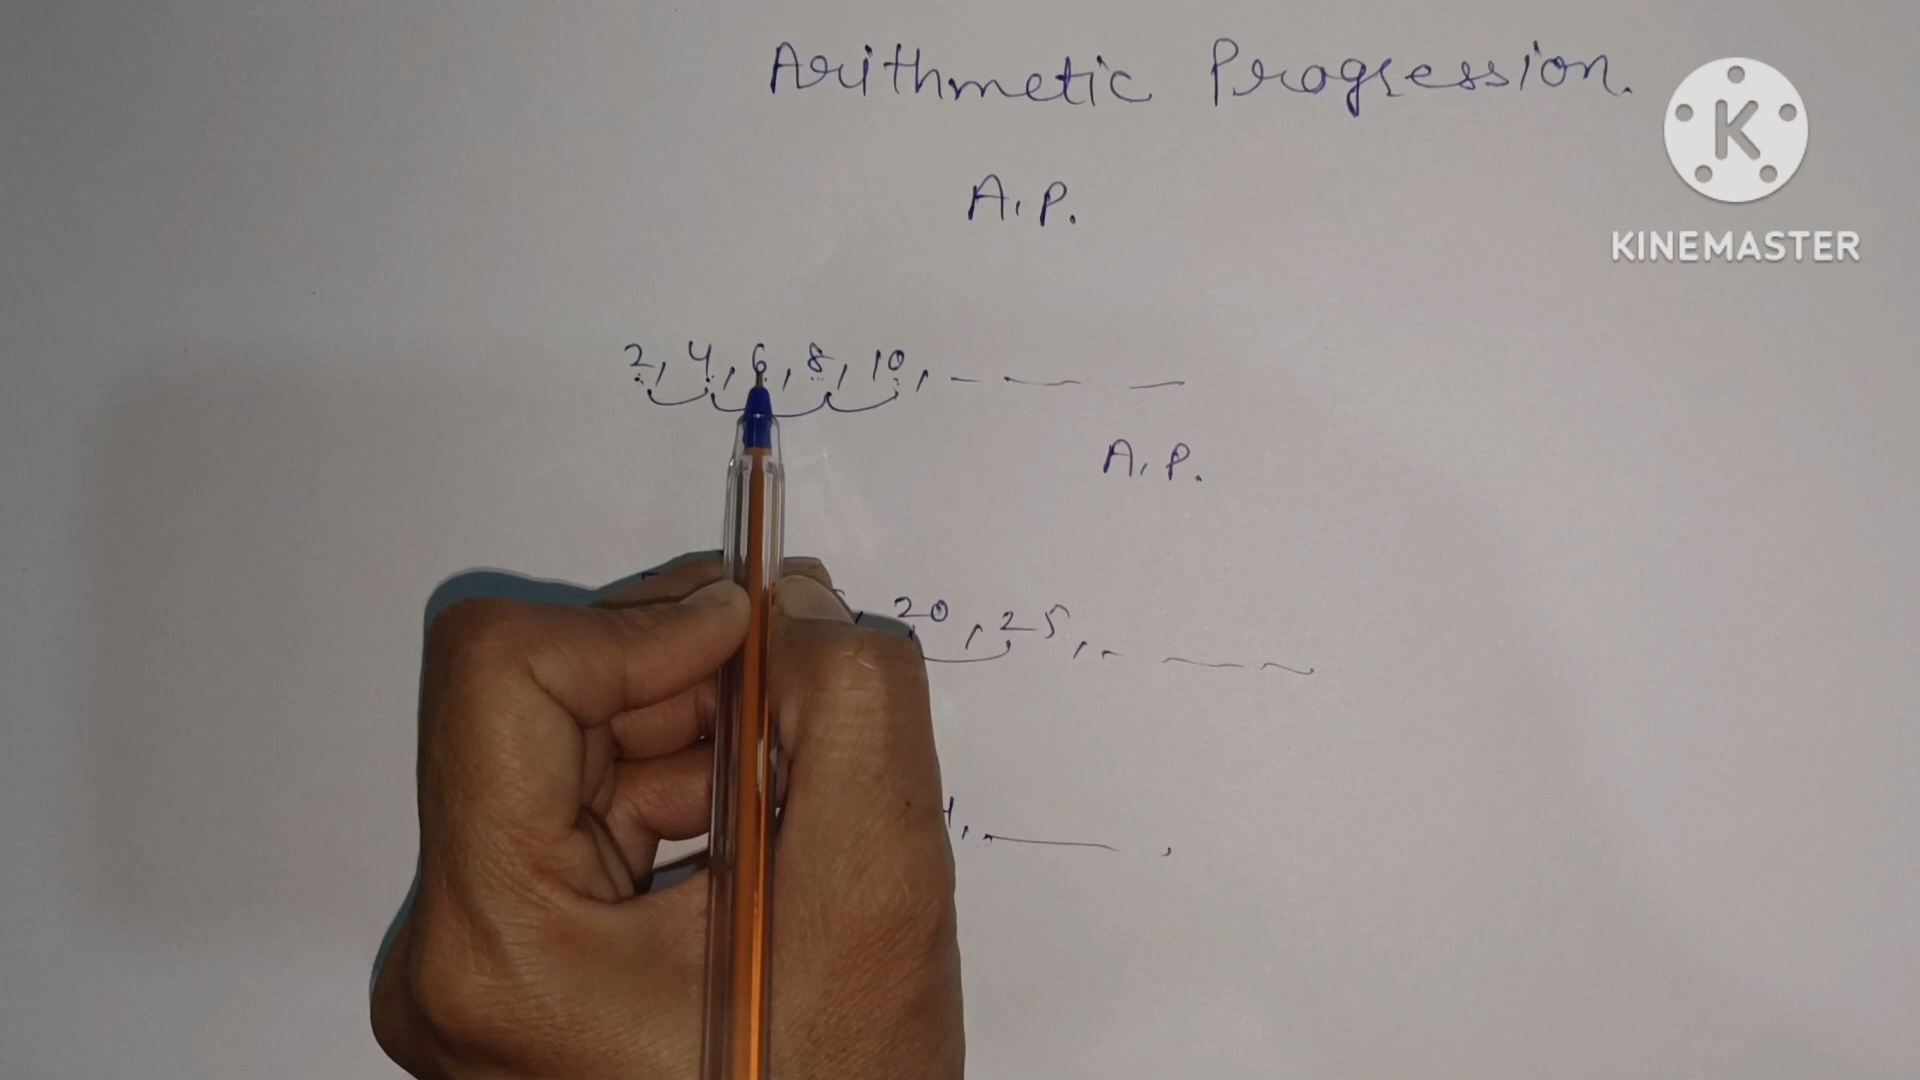 Arithmetic Progression.
K
KINEMASTER
A.P.
2, 4, 6, 8, 10, - — —
A.P.
20, 25, - — ~